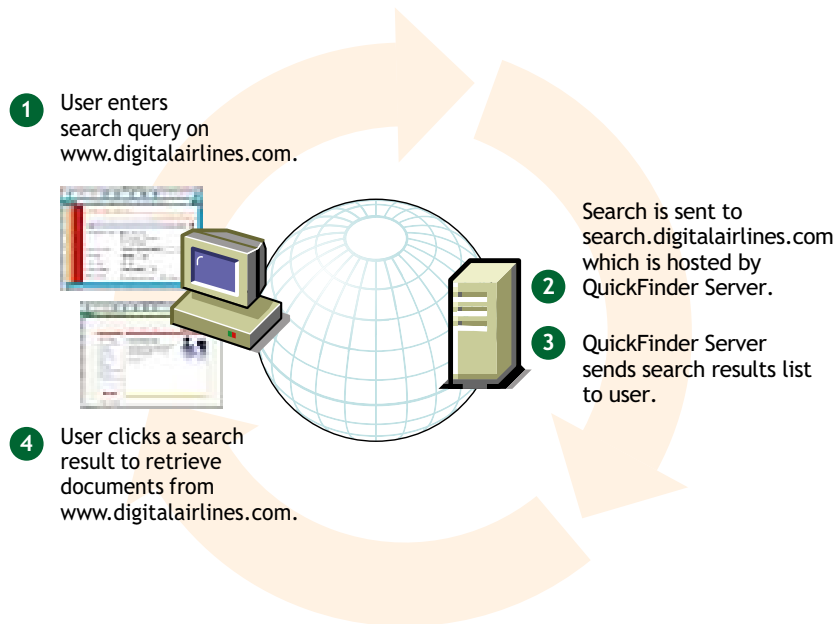 1
User enters
search query on
www.digitalairlines.com.
Search is sent to
search.digitalairlines.com
which is hosted by
2
QuickFinder Server.
3
QuickFinder Server
sends search results list
to user.
4
User clicks a search
result to retrieve
documents from
www.digitalairlines.com.